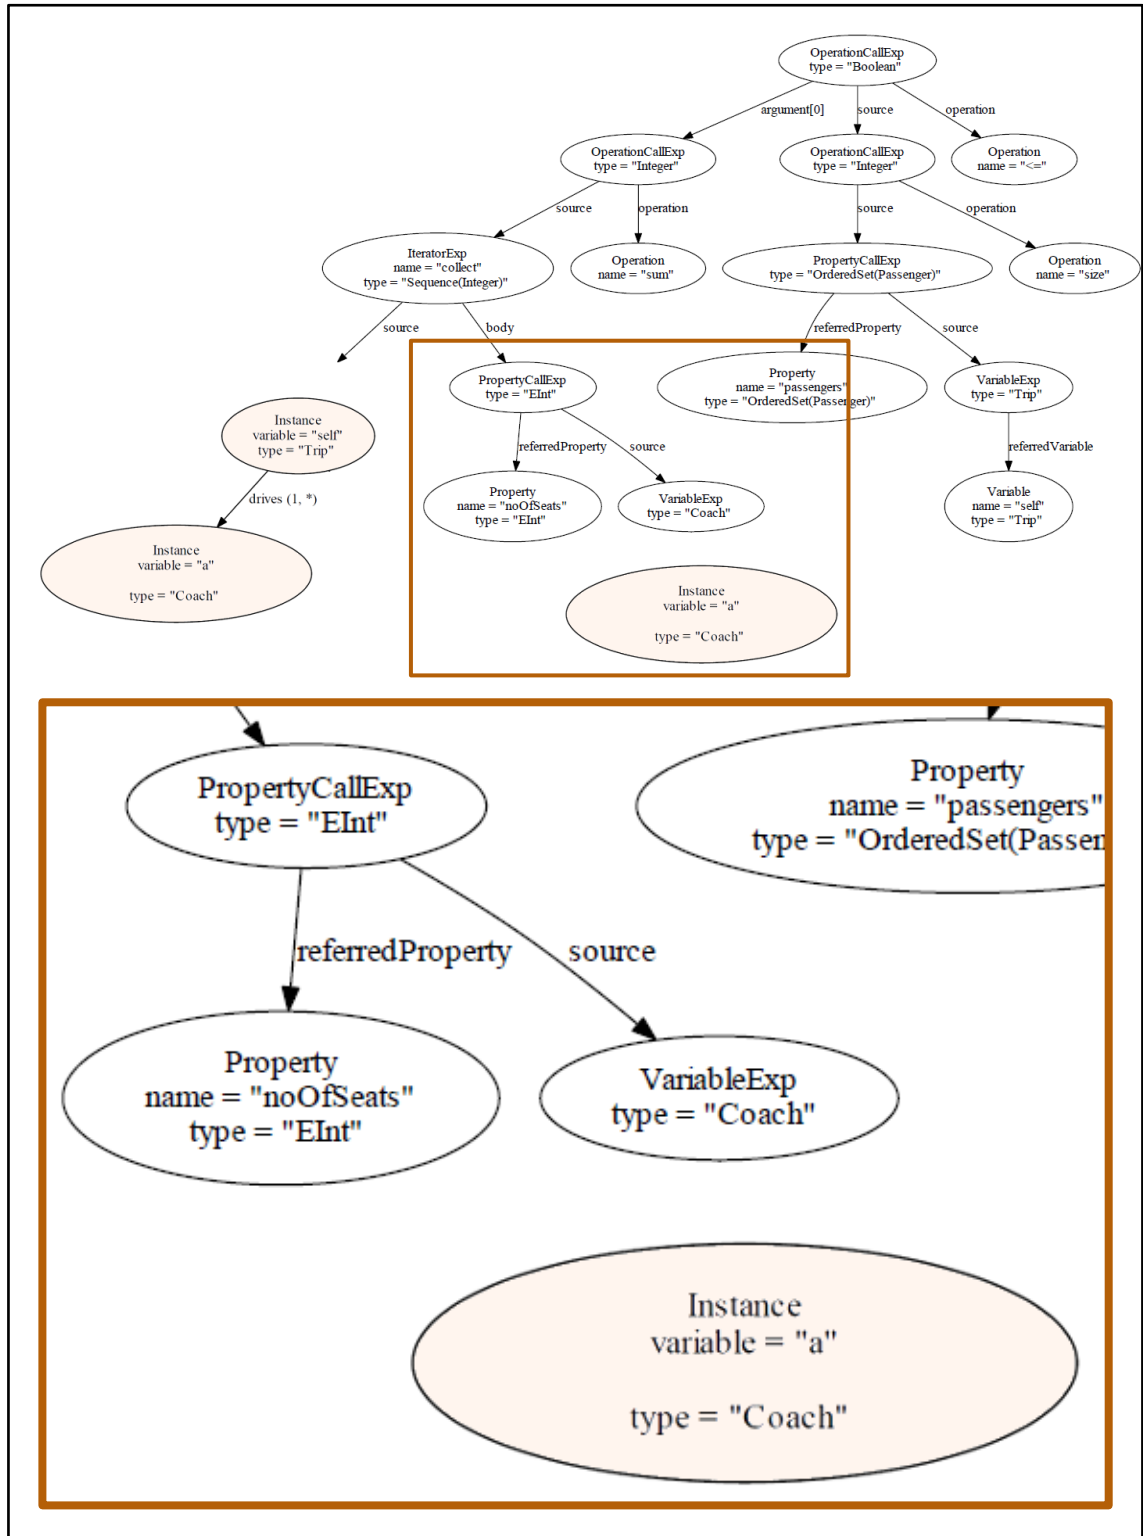 OperationCallExp
type = "Boolean"
argument[0]
source
operation
OperationCallExp
type = "Integer"
OperationCallExp
type = "Integer"
Operation
name = "<="
source
operation
source
operation
IteratorExp
name = "collect"
type = "Sequence(Integer)"
Operation
name = "sum"
PropertyCallExp
type = "OrderedSet(Passenger)"
Operation
name = "size"
source
body
referredProperty
source
PropertyCallExp
type = "EInt"
Property
name = "passengers"
type = "OrderedSet(Passenger)"
VariableExp
type = "Trip"
Instance
variable = "self"
type = "Trip"
referredProperty
source
referredVariable
drives (1, *)
Property
name = "noOfSeats"
type = "EInt"
VariableExp
type = "Coach"
Variable
name = "self"
type = "Trip"
Instance
variable = "a"
type = "Coach"
Instance
variable = "a"
type = "Coach"
PropertyCallExp
type = "EInt"
Property
name = "passengers"
type = "OrderedSet(Passen
referredProperty
source
Property
name = "noOfSeats"
type = "EInt"
VariableExp
type = "Coach"
Instance
variable = "a"
type = "Coach"